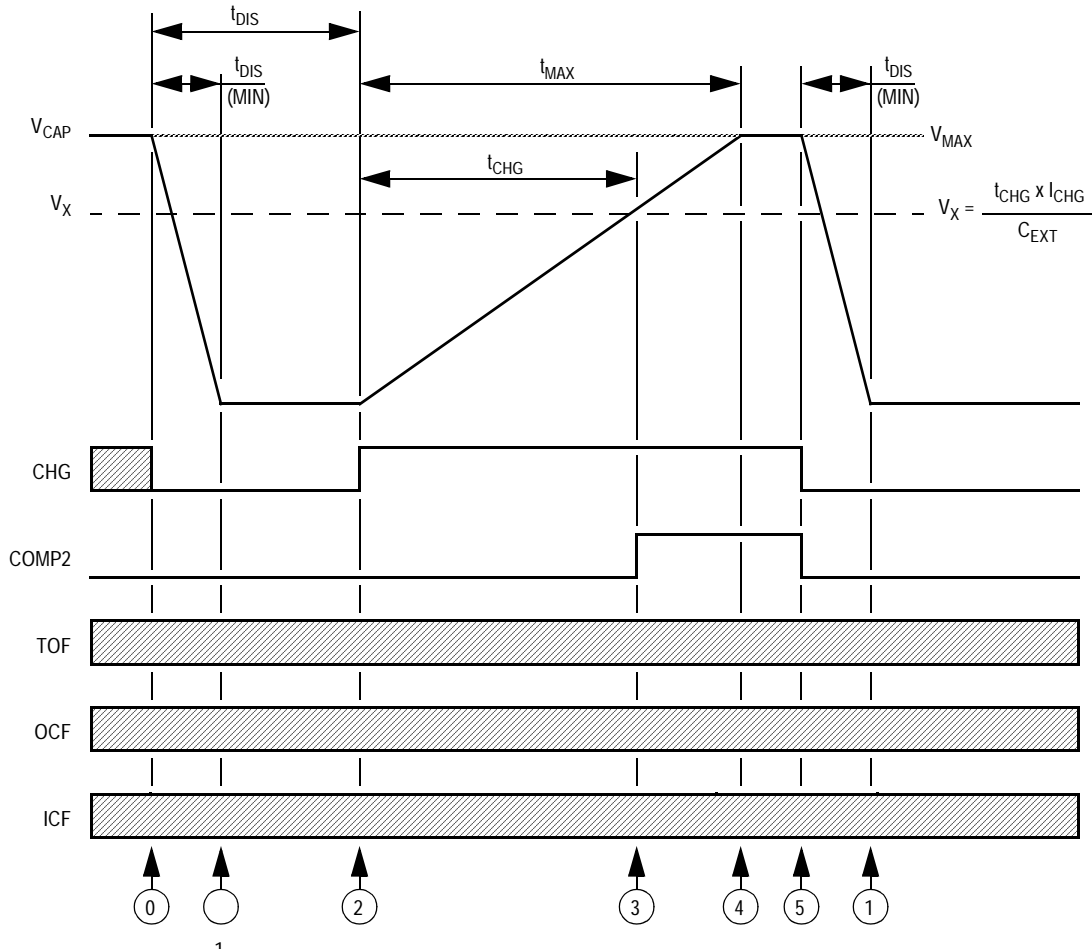 tDIS
tDIS
(MIN)
tMAX
tDIS
(MIN)
VCAP
VMAX
tCHG
VX
VX = tCHG x ICHG
CEXT
CHG
COMP2
TOF
OCF
ICF
0
2
3
4
5
1
1